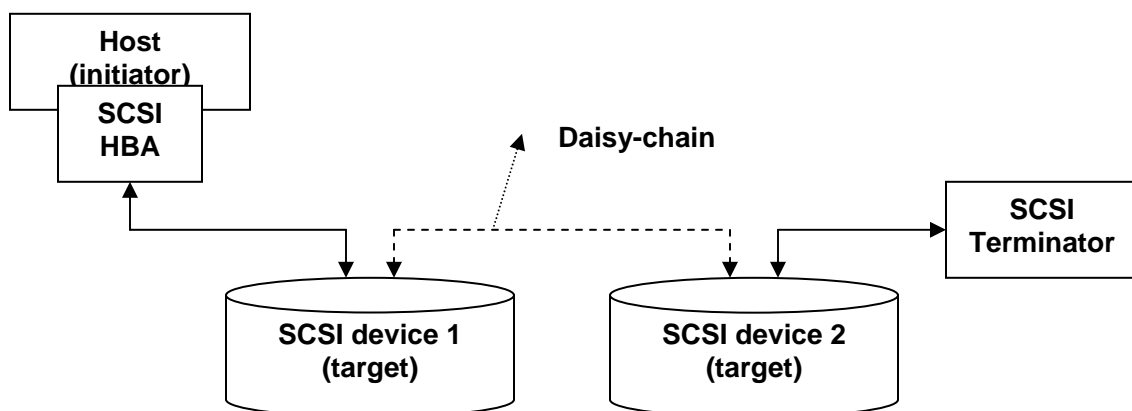 Host
(initiator)
SCSI
HBA
Daisy-chain
SCSI
Terminator
SCSI device 1
(target)
SCSI device 2
(target)